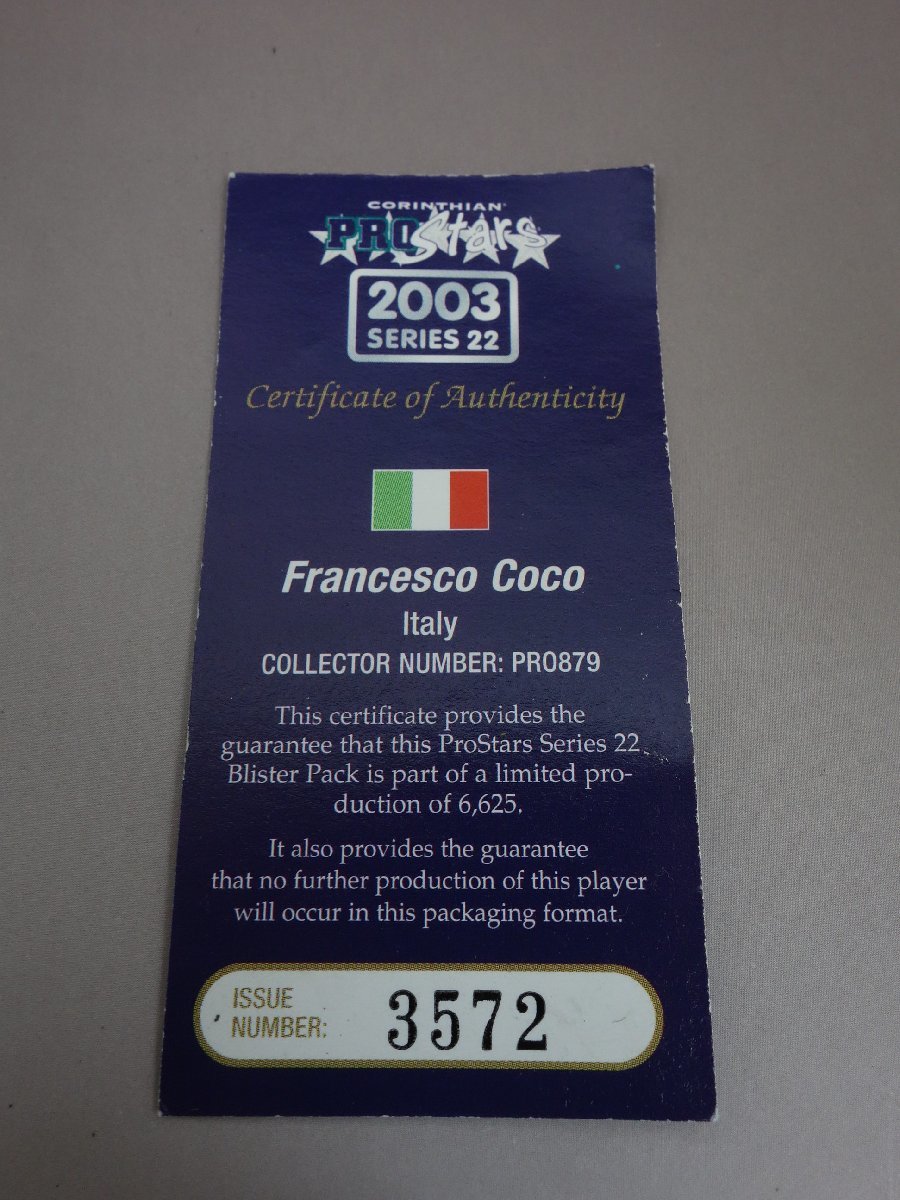 CORINTHIAN
PROStars
2003
SERIES 22
Certificate of Authenticity
Francesco Coco
Italy
COLLECTOR NUMBER: PRO879
This certificate provides the
guarantee that this ProStars Series 22
Blister Pack is part of a limited pro-
duction of 6,625.
It also provides the guarantee
that no further production of this player
will occur in this packaging format.
ISSUE
NUMBER:
3572